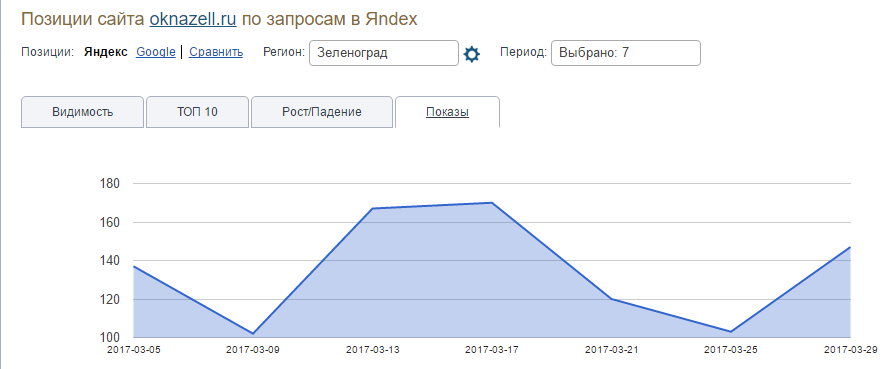 Позиции сайта oknazell.ru по запросам в Яndex
Позиции: Яндекс Google | Сравнить Регион: Зеленоград Период: Выбрано: 7
Видимость ТОП 10 Рост/Падение Показы
180
160
140
120
100
2017-03-05 2017-03-09 2017-03-13 2017-03-17 2017-03-21 2017-03-25 2017-03-29